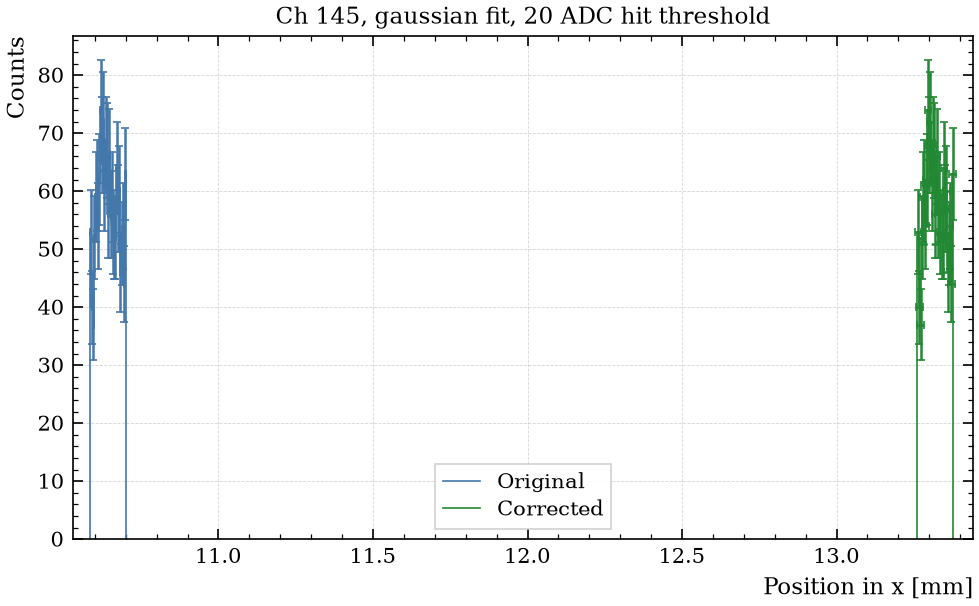 Ch 145, gaussian fit, 20 ADC hit threshold
Counts
80
70
60
50
40
30
20
10
0
Original
Corrected
11.0 11.5 12.0 12.5 13.0
Position in x [mm]